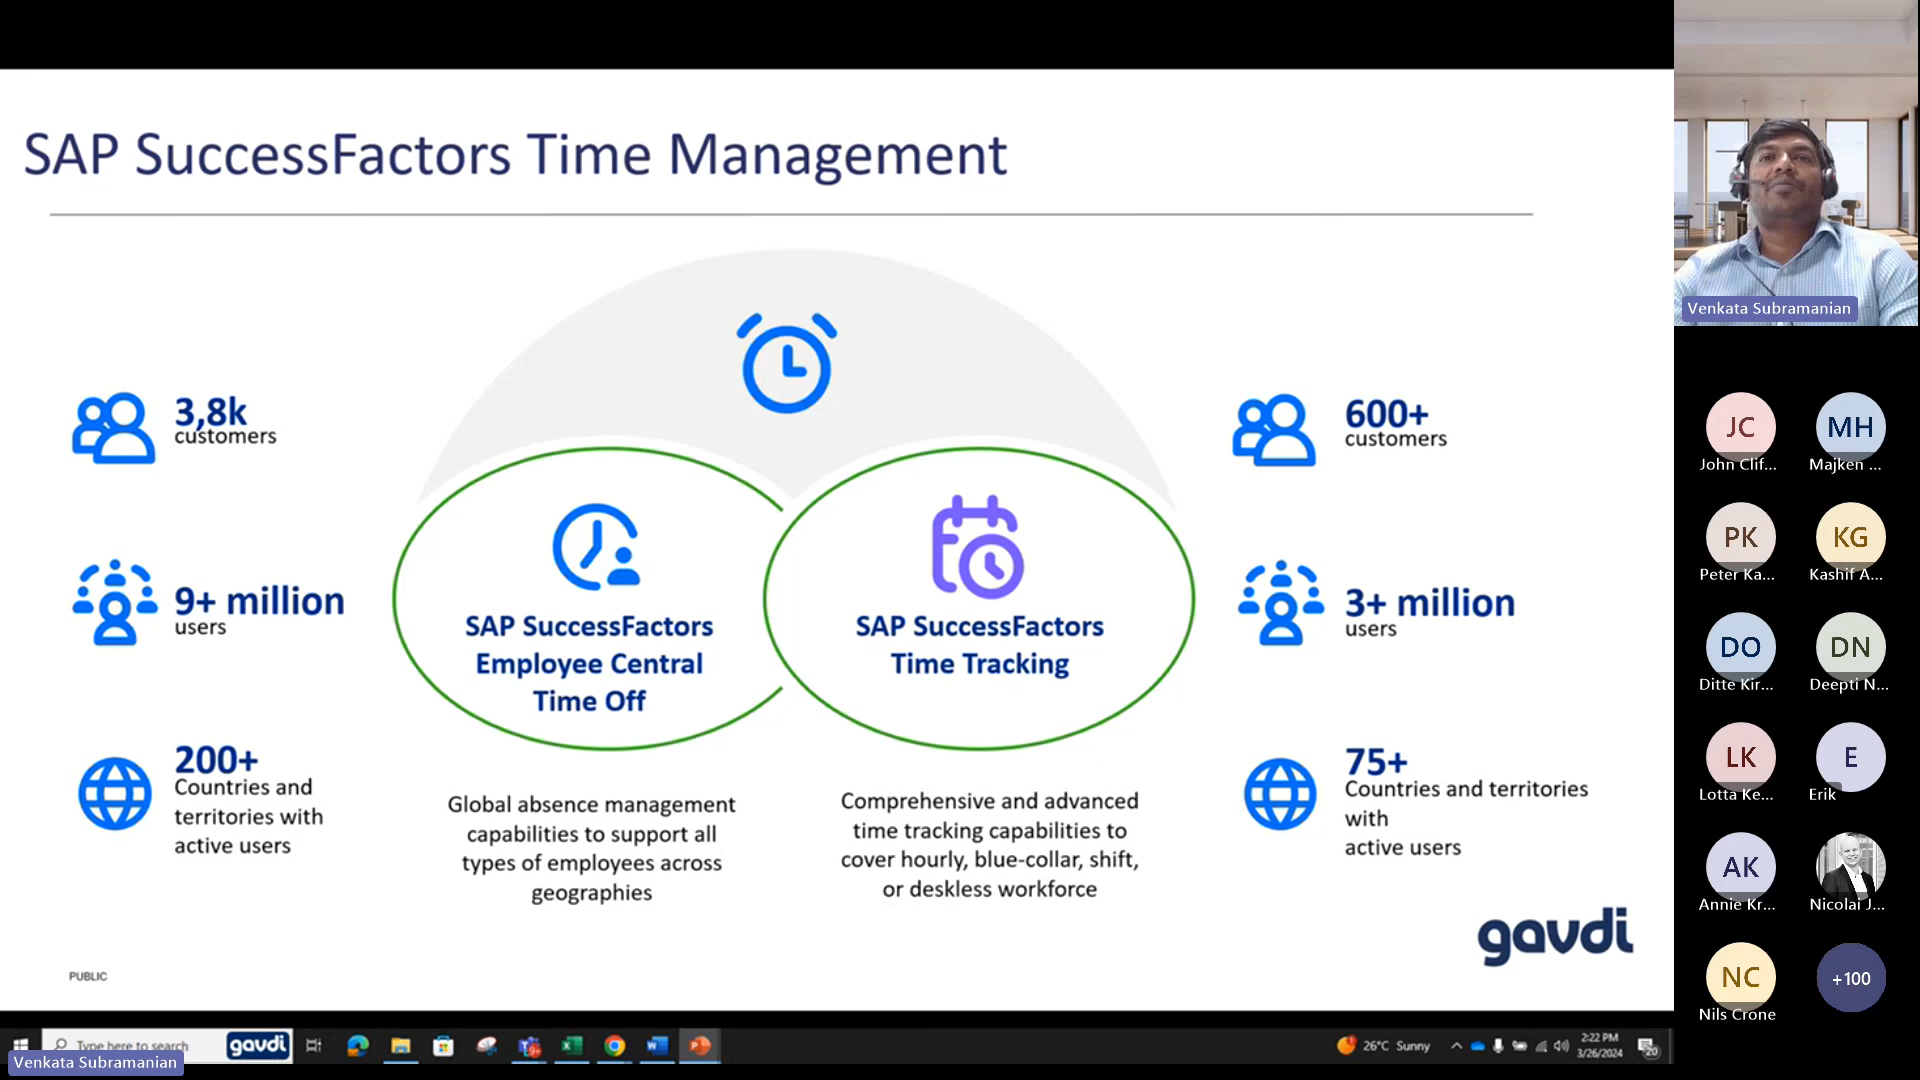 SAP SuccessFactors Time Management
3,8k
customers
9+ million
users
200+
Countries and
territories with
active users
SAP SuccessFactors
Employee Central
Time Off
Global absence management
capabilities to support all
types of employees across
geographies
SAP SuccessFactors
Time Tracking
Comprehensive and advanced
time tracking capabilities to
cover hourly, blue-collar, shift,
or deskless workforce
600+
customers
3+ million
users
75+
Countries and territories
with
active users
gavdi
PUBLIC
Venkata Subramanian
JC
John Clif...
MH
Majken ...
PK
Peter Ka...
KG
Kashif A...
DO
Ditte Kir...
DN
Deepti N...
LK
Lotta Ke...
E
Erik
AK
Annie Kr...
Nicolai J...
NC
Nils Crone
+100
Type here to search
gavdi
26°C Sunny
2:22 PM
3/26/2024
20
Venkata Subramanian